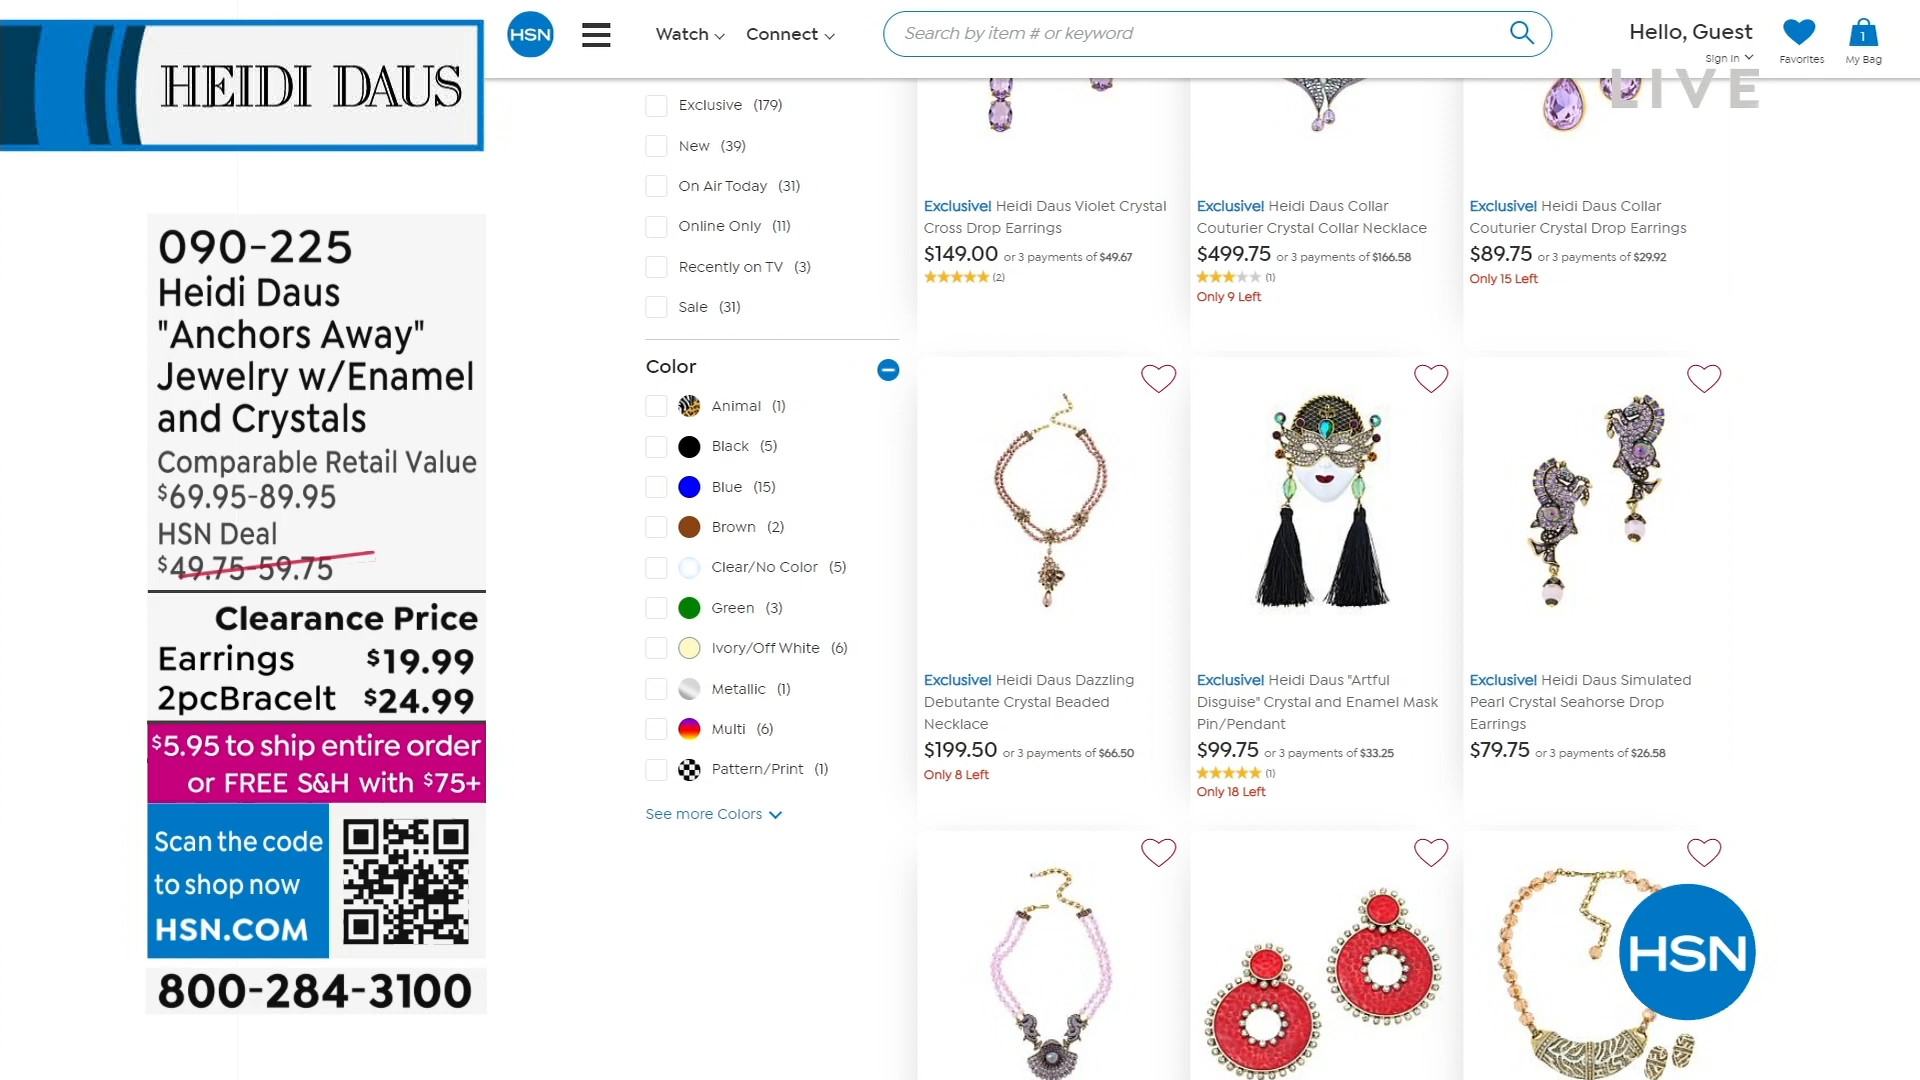 HEIDI DAUS
090-225
Heidi Daus
"Anchors Away"
Jewelry w/Enamel
and Crystals
Comparable Retail Value
$69.95-89.95
HSN Deal
$49.75-59.75
Clearance Price
Earrings $19.99
2pcBracelt $24.99
$5.95 to ship entire order
or FREE S&H with $75+
Scan the code
to shop now
HSN.COM
800-284-3100
HSN
Watch
Connect
Search by item # or keyword
Hello, Guest
Sign In
Favorites
1
My Bag
LIVE
Exclusive (179)
New (39)
On Air Today (31)
Online Only (11)
Recently on TV (3)
Sale (31)
Color
Animal (1)
Black (5)
Blue (15)
Brown (2)
Clear/No Color (5)
Green (3)
Ivory/Off White (6)
Metallic (1)
Multi (6)
Pattern/Print (1)
See more Colors
Exclusive! Heidi Daus Violet Crystal
Cross Drop Earrings
$149.00 or 3 payments of $49.67
(2)
Exclusive! Heidi Daus Collar
Couturier Crystal Collar Necklace
$499.75 or 3 payments of $166.58
(1)
Only 9 Left
Exclusive! Heidi Daus Collar
Couturier Crystal Drop Earrings
$89.75 or 3 payments of $29.92
Only 15 Left
Exclusive! Heidi Daus Dazzling
Debutante Crystal Beaded
Necklace
$199.50 or 3 payments of $66.50
Only 8 Left
Exclusive! Heidi Daus "Artful
Disguise" Crystal and Enamel Mask
Pin/Pendant
$99.75 or 3 payments of $33.25
(1)
Only 18 Left
Exclusive! Heidi Daus Simulated
Pearl Crystal Seahorse Drop
Earrings
$79.75 or 3 payments of $26.58
HSN